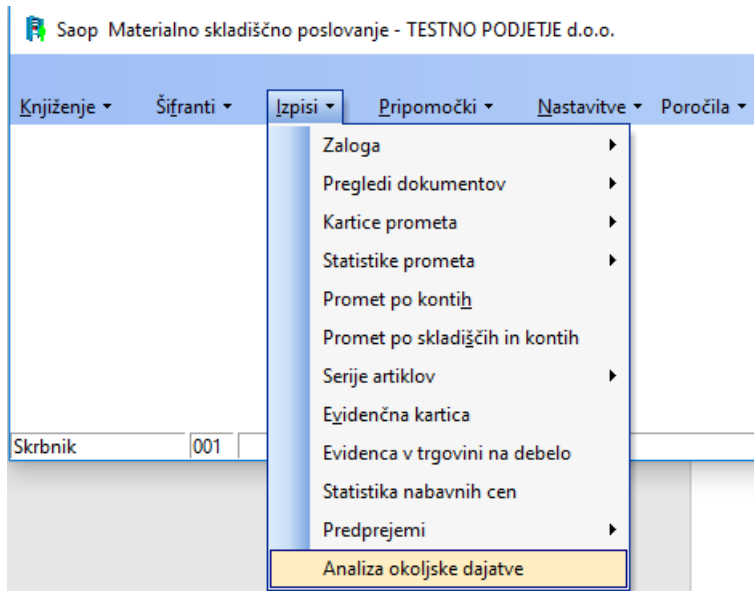 Saop Materialno skladiščno poslovanje - TESTNO PODJETJE d.o.o.
Knjiženje Šifranti Izpisi Pripomočki Nastavitve Poročila
Zaloga
Pregledi dokumentov
Kartice prometa
Statistike prometa
Promet po kontih
Promet po skladiščih in kontih
Serije artiklov
Evidenčna kartica
Evidenca v trgovini na debelo
Statistika nabavnih cen
Predprejemi
Analiza okoljske dajatve
Skrbnik 001